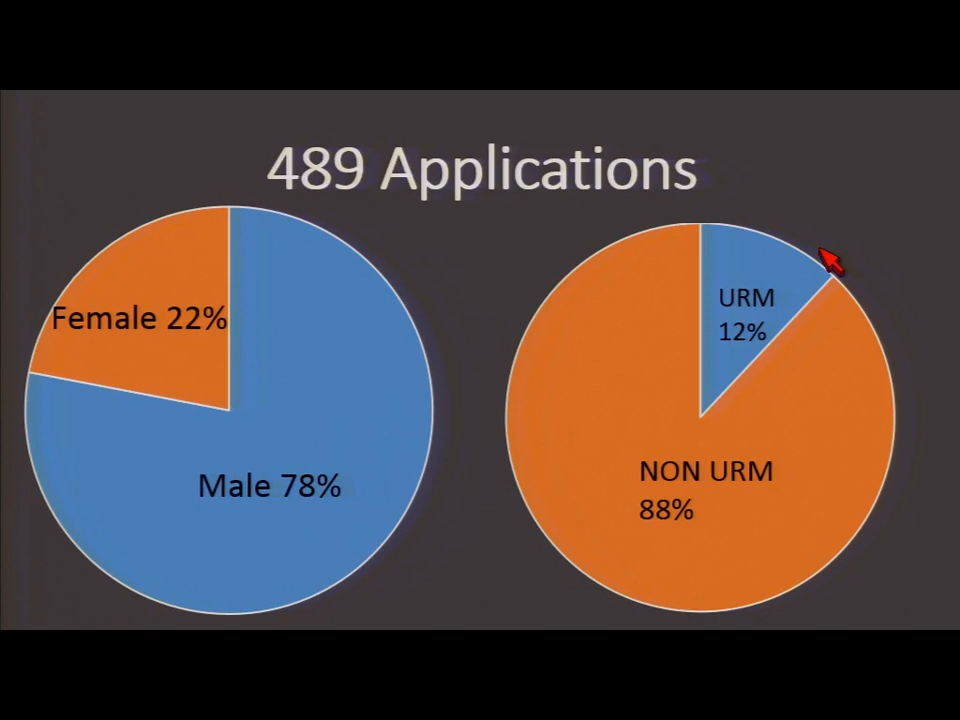 489 Applications
Female 22%
Male 78%
URM
12%
NON URM
88%